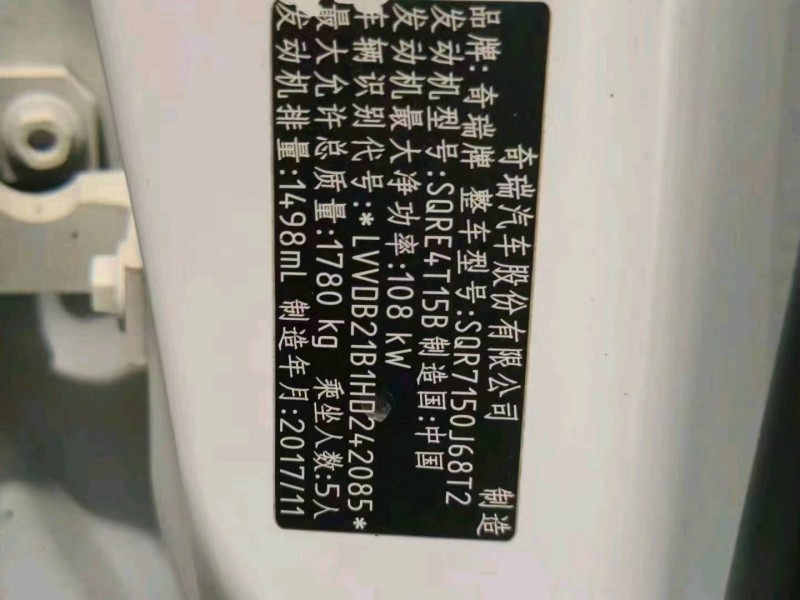 奇瑞汽车股份有限公司 制造
品牌:奇瑞牌 整车型号:SQR7150J68T2
发动机型号:SQRE4T15B 制造国:中国
发动机最大净功率:108 kW
车辆识别代号:*LVVDB21B1HD242085*
最大允许总质量:1780 kg 乘坐人数:5人
发动机排量:1498mL 制造年月:2017/11